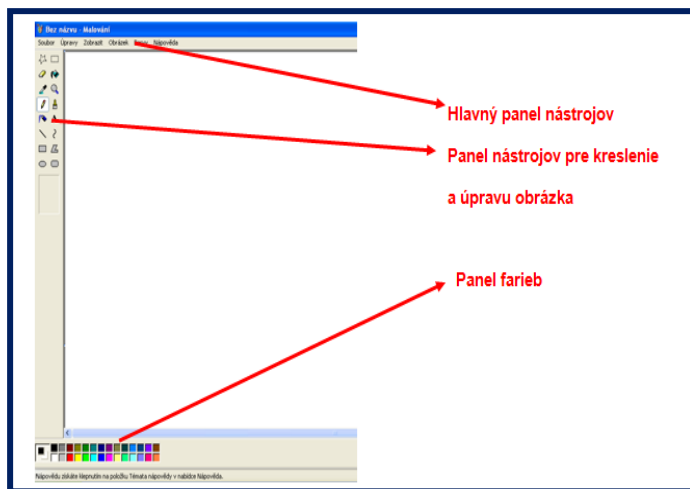 Bez názvu - Malování
Soubor Úpravy Zobrazit Obrázek Barvy Nápověda
Hlavný panel nástrojov
Panel nástrojov pre kreslenie
a úpravu obrázka
Panel farieb
Nápovědu získáte klepnutím na položku Témata nápovědy v nabídce Nápověda.